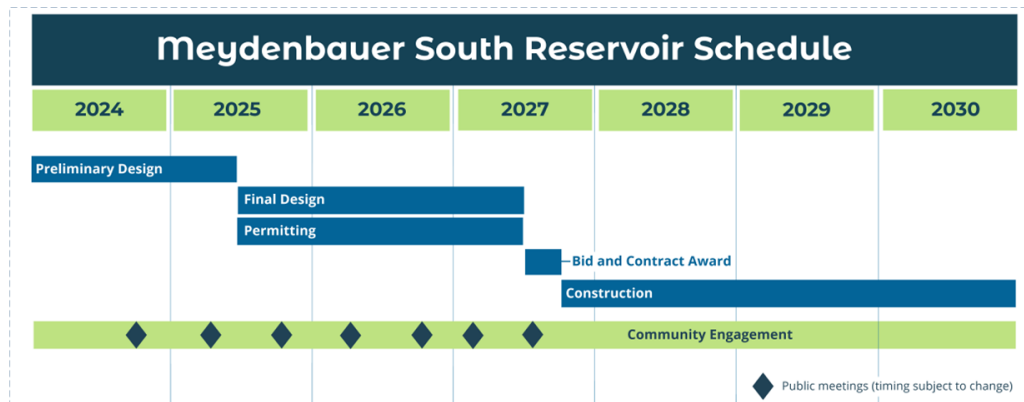 Meydenbauer South Reservoir Schedule
2024 2025 2026 2027 2028 2029 2030
Preliminary Design
Final Design
Permitting
Bid and Contract Award
Construction
Community Engagement
Public meetings (timing subject to change)